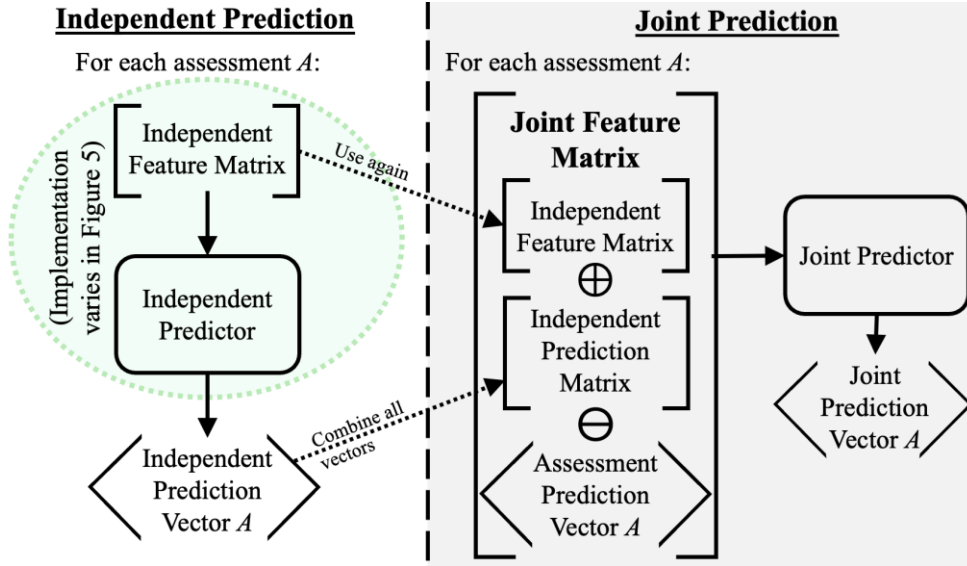 Independent Prediction
For each assessment A:
(Implementation
varies in Figure 5)
Independent
Feature Matrix
Independent
Predictor
Independent
Prediction
Vector A
Use again
Combine all
vectors
Joint Prediction
For each assessment A:
Joint Feature
Matrix
Independent
Feature Matrix
⊕
Independent
Prediction
Matrix
⊖
Assessment
Prediction
Vector A
Joint Predictor
Joint
Prediction
Vector A